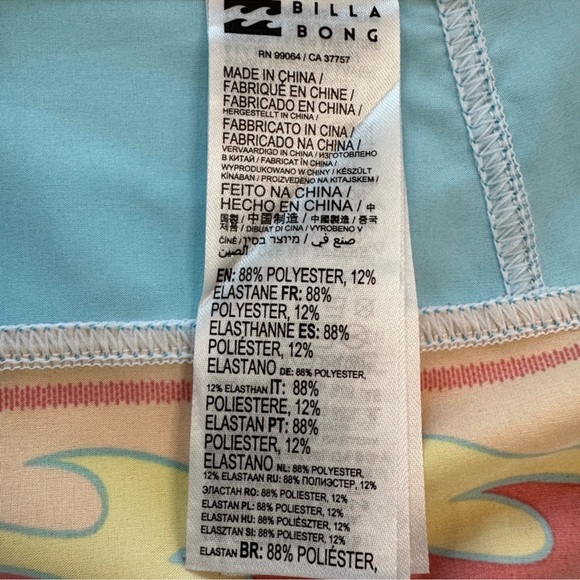 BILLA
BONG
RN 99064 / CA 37757
MADE IN CHINA /
FABRIQUÉ EN CHINE /
FABRICADO EN CHINA /
HERGESTELLT IN CHINA /
FABBRICATO IN CINA /
FABRICADO NA CHINA /
VERVAARDIGD IN CHINA / ИЗГОТОВЛЕНО
В КИТАЙ / FABRICAT ÎN CHINA /
WYPRODUKOWANO W CHINY / KÉSZÜLT
KÍNÁBAN / PROIZVEDENO NA KITAJSKEM /
FEITO NA CHINA /
HECHO EN CHINA / 中
国製 / 中国制造 / 中國製造 / 중국
제조 / DIBUAT DI CINA / VYROBENO V
ČÍNĚ / מיוצר בסין / صنع في
الصين
EN: 88% POLYESTER, 12%
ELASTANE FR: 88%
POLYESTER, 12%
ELASTHANNE ES: 88%
POLIÉSTER, 12%
ELASTANO DE: 88% POLYESTER,
12% ELASTHAN IT: 88%
POLIESTERE, 12%
ELASTAN PT: 88%
POLIÉSTER, 12%
ELASTANO NL: 88% POLYESTER,
12% ELASTAAN RU: 88% ПОЛИЭСТЕР, 12%
ЭЛАСТАН RO: 88% POLIESTER, 12%
ELASTAN PL: 88% POLIESTER, 12%
ELASTAN HU: 88% POLIÉSZTER, 12%
ELASZTÁN SI: 88% POLIESTER, 12%
ELASTAN BR: 88% POLIÉSTER,